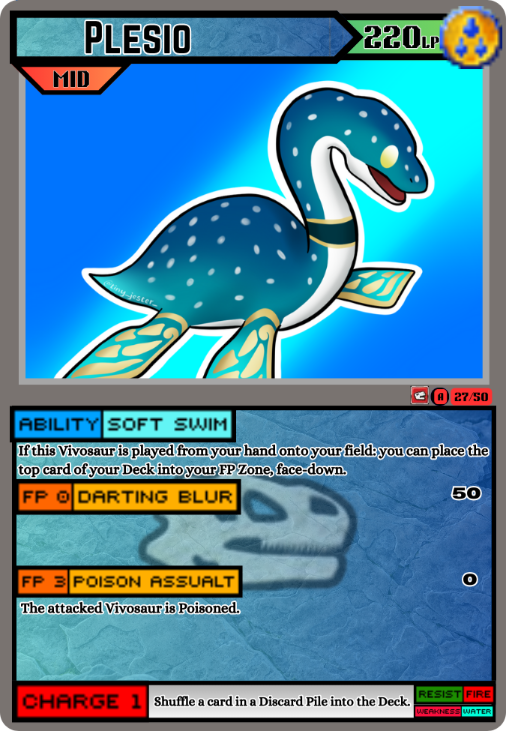 PLESIO
220LP
MID
@tiny_jester_
A 27/50
ABILITY SOFT SWIM
If this Vivosaur is played from your hand onto your field: you can place the
top card of your Deck into your FP Zone, face-down.
FP 0 DARTING BLUR 50
FP 3 POISON ASSUALT 0
The attacked Vivosaur is Poisoned.
CHARGE 1 Shuffle a card in a Discard Pile into the Deck.
RESIST FIRE
WEAKNESS WATER